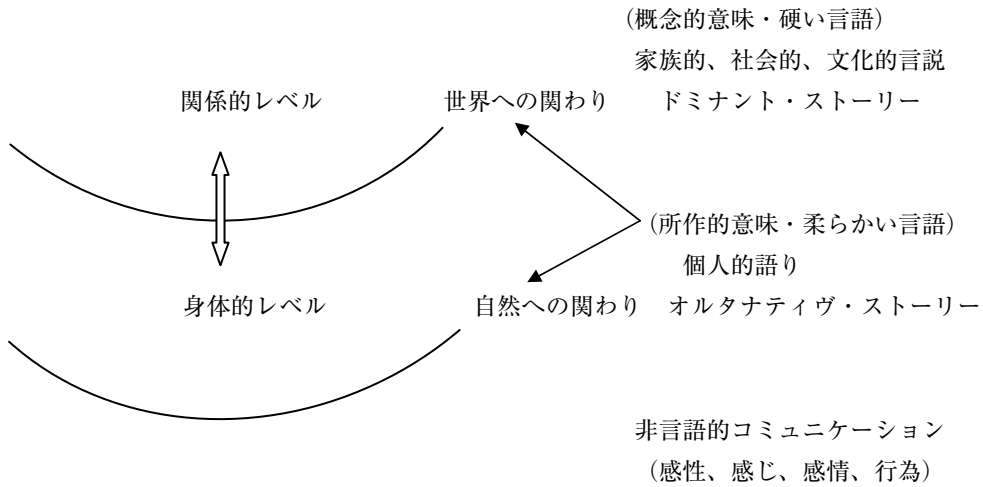 (概念的意味・硬い言語)
家族的、社会的、文化的言説
関係的レベル 世界への関わり ドミナント・ストーリー
(所作的意味・柔らかい言語)
個人的語り
身体的レベル 自然への関わり オルタナティヴ・ストーリー
非言語的コミュニケーション
(感性、感じ、感情、行為)